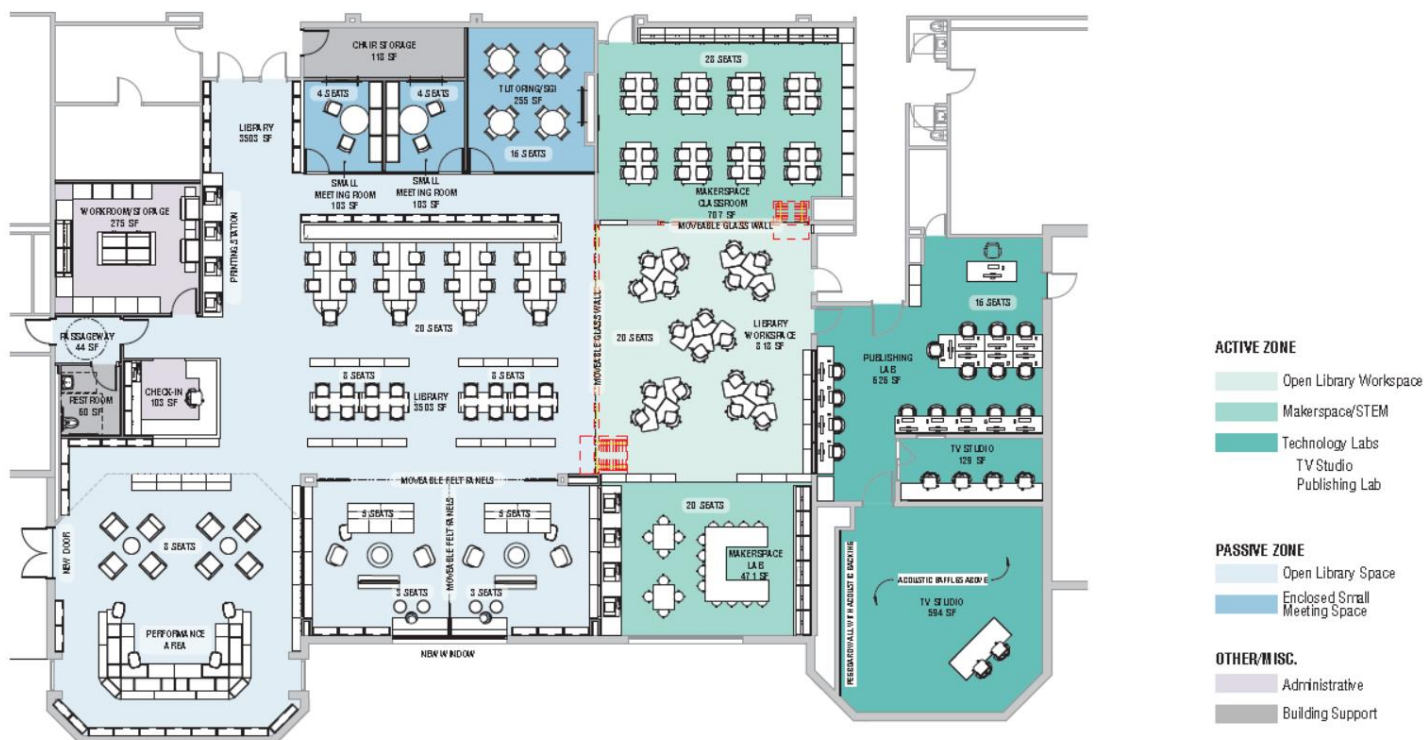 CHAIR STORAGE
118 SF
4 SEATS
4 SEATS
TUTORING/SGI
255 SF
16 SEATS
28 SEATS
MAKERSPACE
CLASSROOM
707 SF
LIBRARY
3503 SF
SMALL
MEETING ROOM
103 SF
SMALL
MEETING ROOM
103 SF
WORKROOM/STORAGE
275 SF
PRINTING STATION
MOVEABLE GLASS WALL
MOVEABLE GLASS WALL
20 SEATS
20 SEATS
LIBRARY
WORKSPACE
818 SF
16 SEATS
PUBLISHING
LAB
626 SF
PASSAGEWAY
44 SF
RESTROOM
60 SF
CHECK-IN
103 SF
8 SEATS
8 SEATS
LIBRARY
3503 SF
TV STUDIO
129 SF
MOVEABLE FELT PANELS
MOVEABLE FELT PANELS
5 SEATS
5 SEATS
3 SEATS
3 SEATS
NEW DOOR
8 SEATS
PERFORMANCE
AREA
NEW WINDOW
20 SEATS
MAKERSPACE
LAB
471 SF
PEGBOARD WALL WITH ACOUSTIC BACKING
ACOUSTIC BAFFLES ABOVE
TV STUDIO
594 SF
ACTIVE ZONE
Open Library Workspace
Makerspace/STEM
Technology Labs
TV Studio
Publishing Lab
PASSIVE ZONE
Open Library Space
Enclosed Small
Meeting Space
OTHER/MISC.
Administrative
Building Support